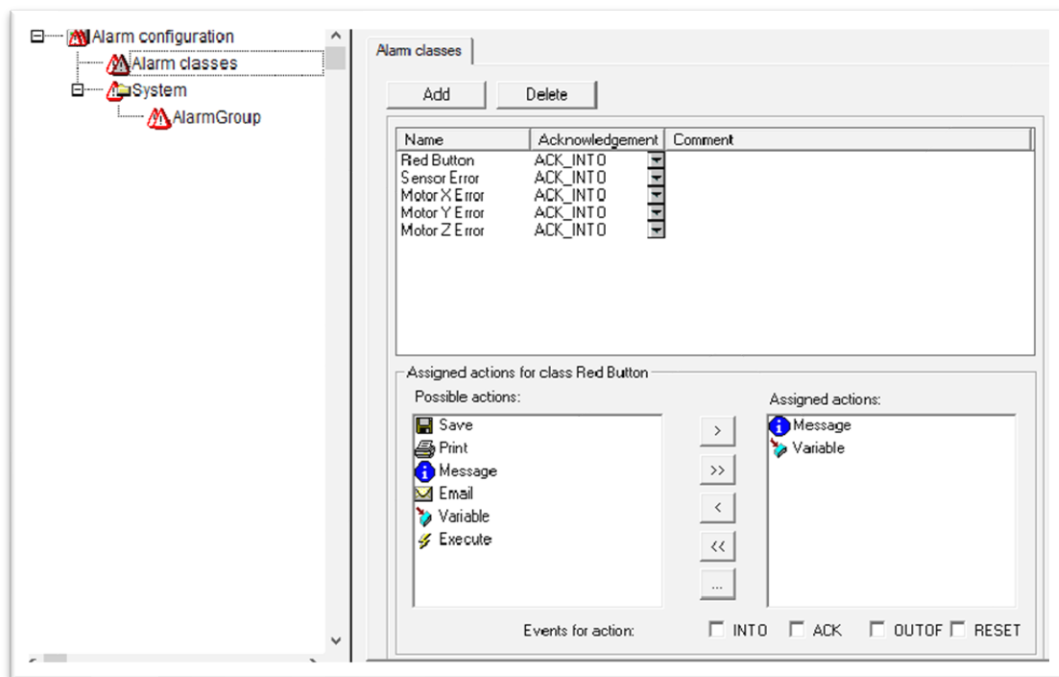 Alarm configuration
Alarm classes
System
AlarmGroup
Alarm classes
Add Delete
Name Acknowledgement Comment
Red Button ACK_INTO
Sensor Error ACK_INTO
Motor X Error ACK_INTO
Motor Y Error ACK_INTO
Motor Z Error ACK_INTO
Assigned actions for class Red Button
Possible actions:
Save
Print
Message
Email
Variable
Execute
>
>>
<
<<
...
Assigned actions:
Message
Variable
Events for action: INTO ACK OUTOF RESET